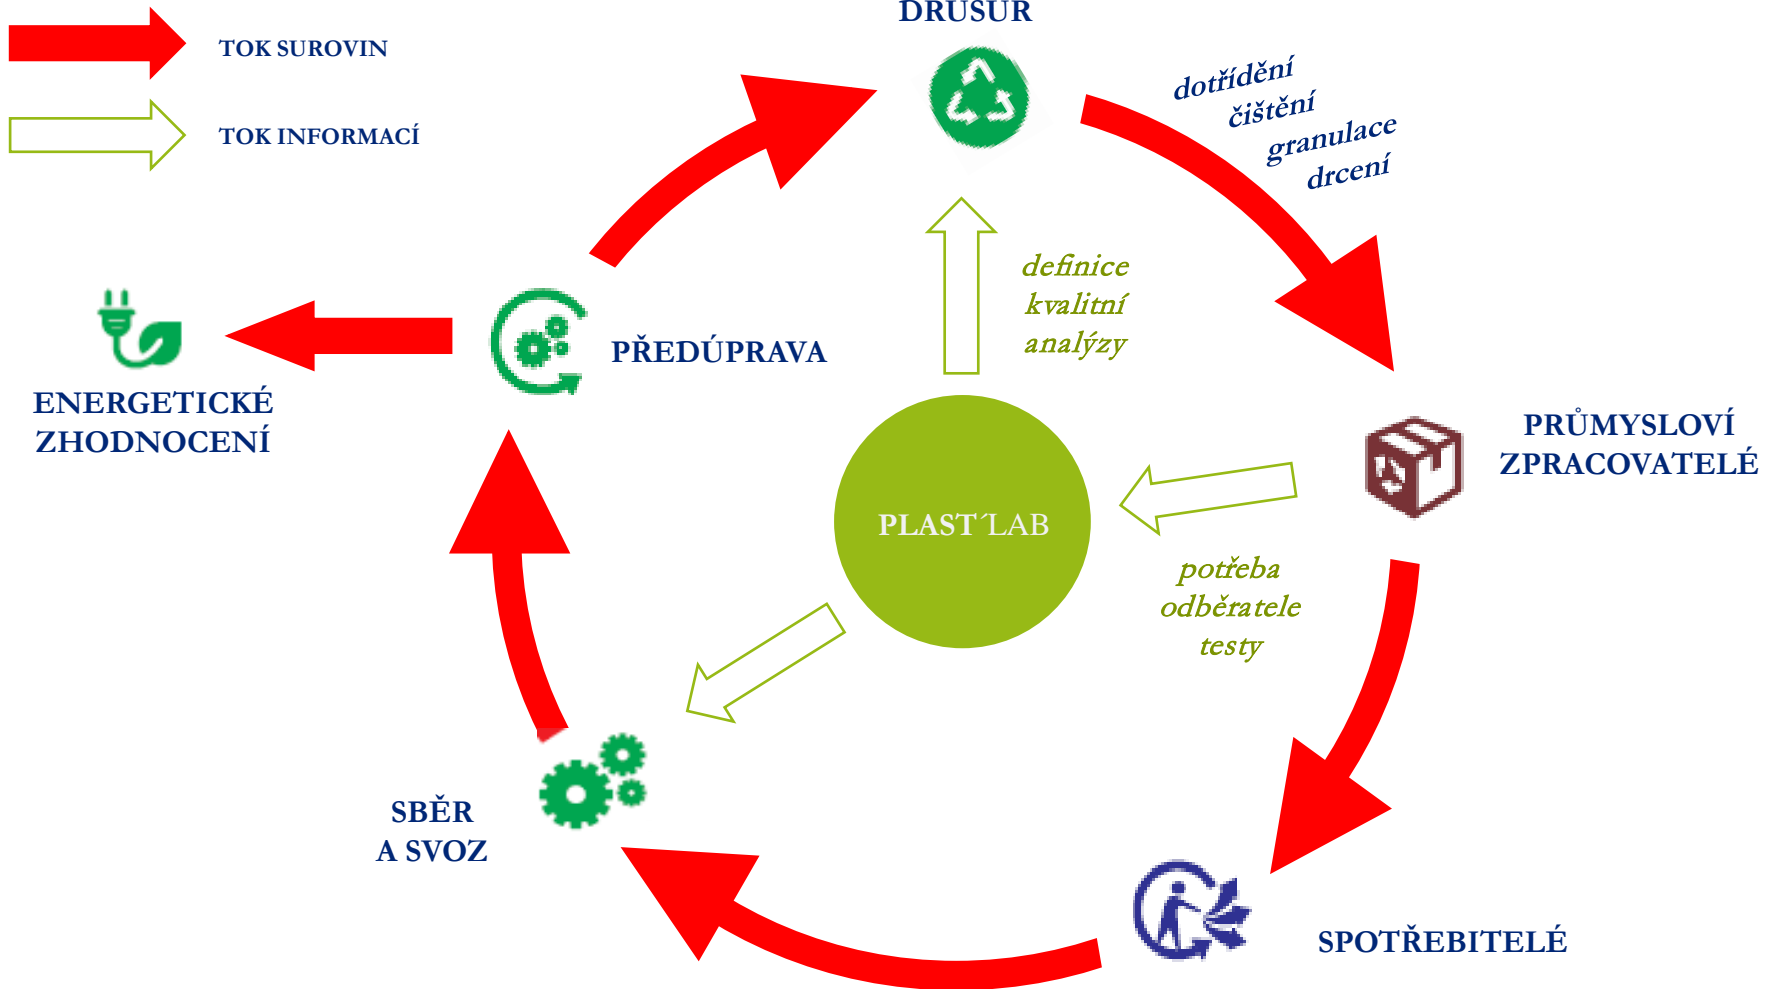 DRUSUR
TOK SUROVIN
TOK INFORMACÍ
dotřídění
čištění
granulace
drcení
definice
kvalitní
analýzy
PŘEDÚPRAVA
ENERGETICKÉ
ZHODNOCENÍ
PRŮMYSLOVÍ
ZPRACOVATELÉ
PLAST´LAB
potřeba
odběratele
testy
SBĚR
A SVOZ
SPOTŘEBITELÉ